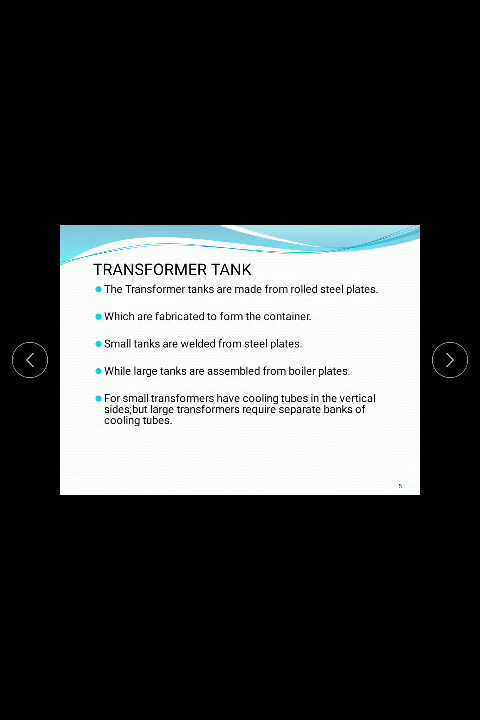 TRANSFORMER TANK
The Transformer tanks are made from rolled steel plates.
Which are fabricated to form the container.
Small tanks are welded from steel plates.
While large tanks are assembled from boiler plates.
For small transformers have cooling tubes in the vertical
sides;but large transformers require separate banks of
cooling tubes.
5